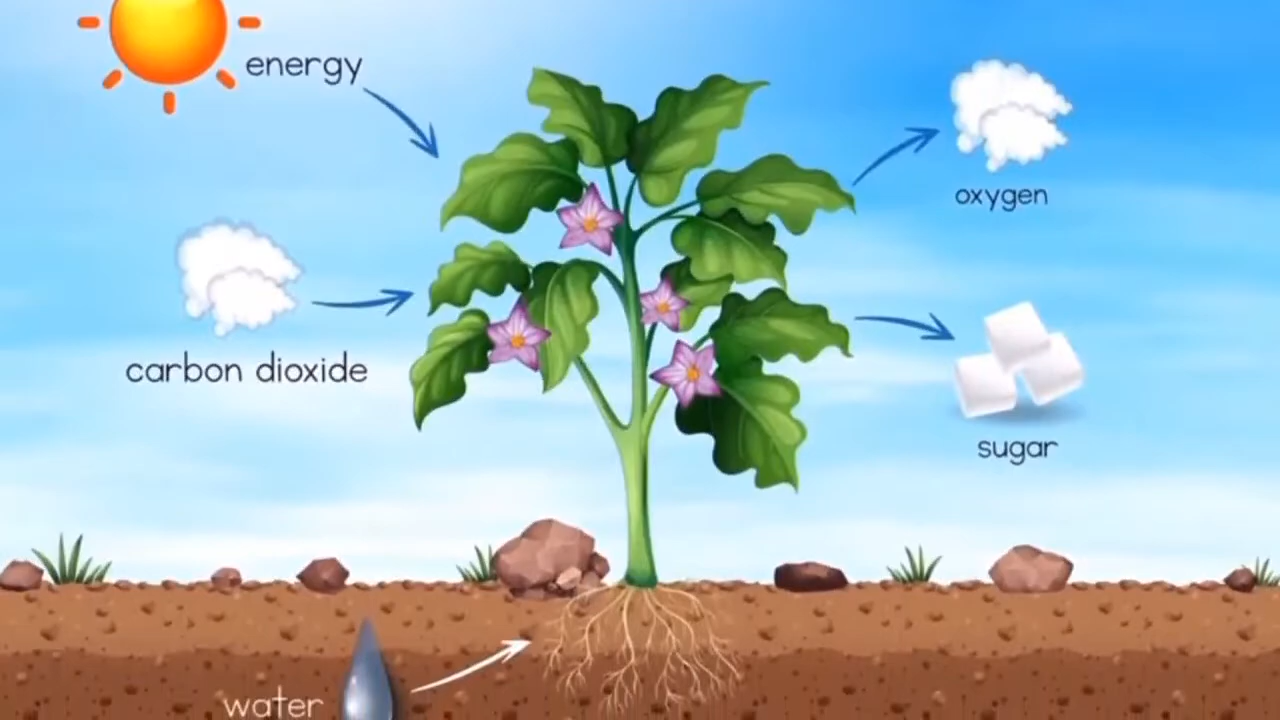 energy
oxygen
carbon dioxide
sugar
water